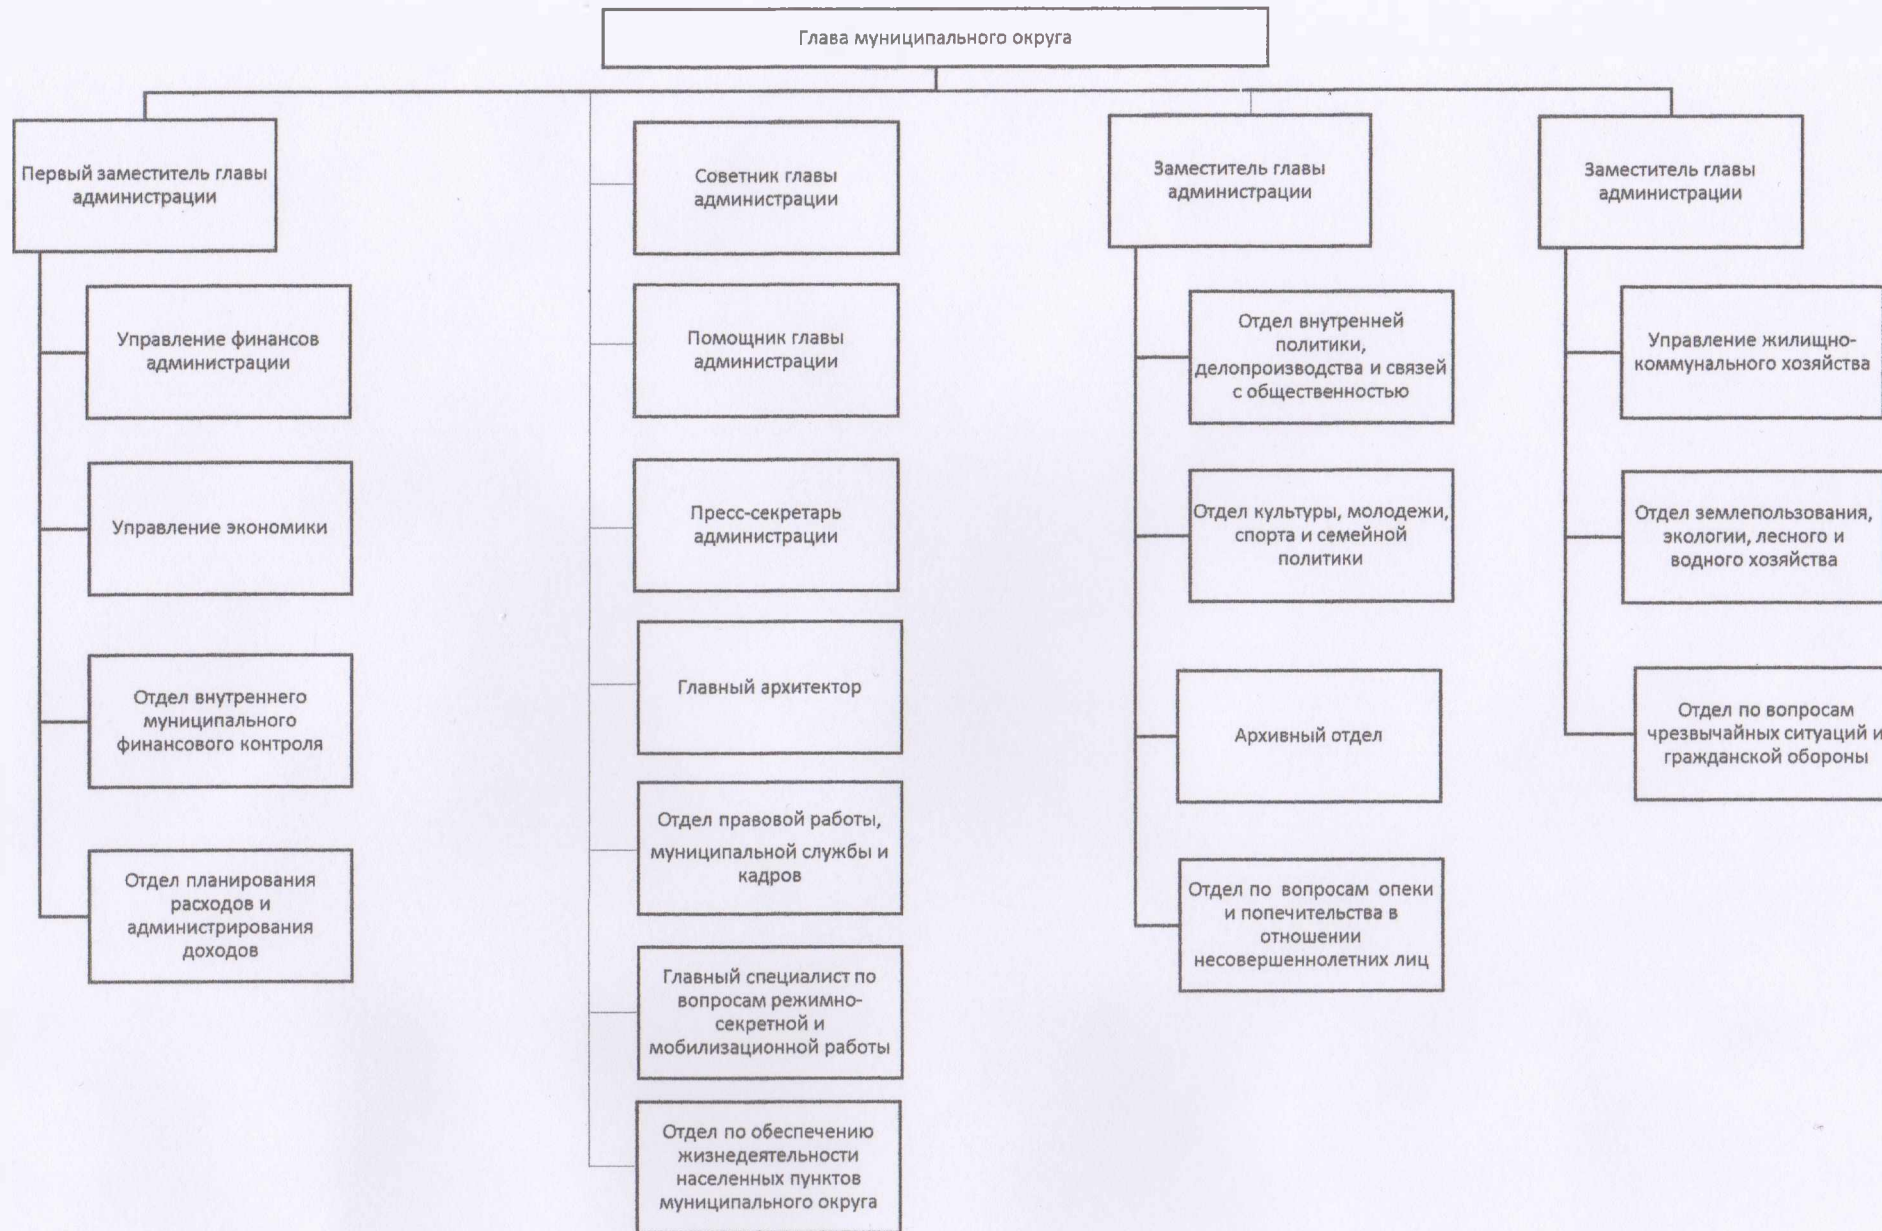 Глава муниципального округа
Первый заместитель главы
администрации
Управление финансов
администрации
Управление экономики
Отдел внутреннего
муниципального
финансового контроля
Отдел планирования
расходов и
администрирования
доходов
Советник главы
администрации
Помощник главы
администрации
Пресс-секретарь
администрации
Главный архитектор
Отдел правовой работы,
муниципальной службы и
кадров
Главный специалист по
вопросам режимно-
секретной и
мобилизационной работы
Отдел по обеспечению
жизнедеятельности
населенных пунктов
муниципального округа
Заместитель главы
администрации
Отдел внутренней
политики,
делопроизводства и связей
с общественностью
Отдел культуры, молодежи,
спорта и семейной
политики
Архивный отдел
Отдел по вопросам опеки
и попечительства в
отношении
несовершеннолетних лиц
Заместитель главы
администрации
Управление жилищно-
коммунального хозяйства
Отдел землепользования,
экологии, лесного и
водного хозяйства
Отдел по вопросам
чрезвычайных ситуаций и
гражданской обороны